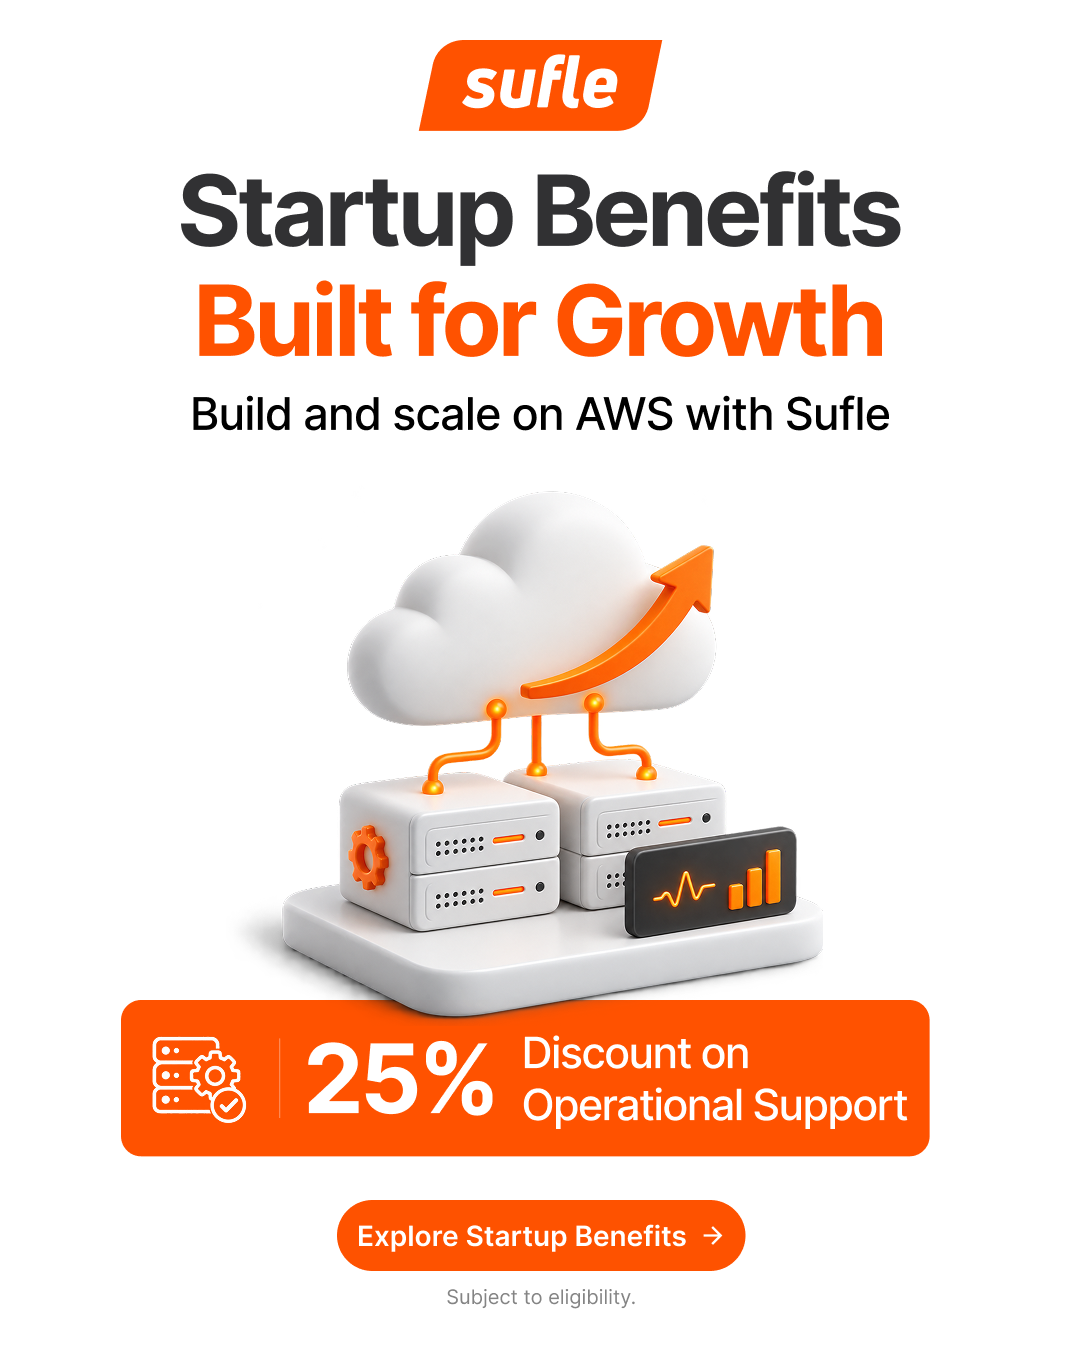 sufle
Startup Benefits
Built for Growth
Build and scale on AWS with Sufle
25%
Discount on
Operational Support
Explore Startup Benefits →
Subject to eligibility.